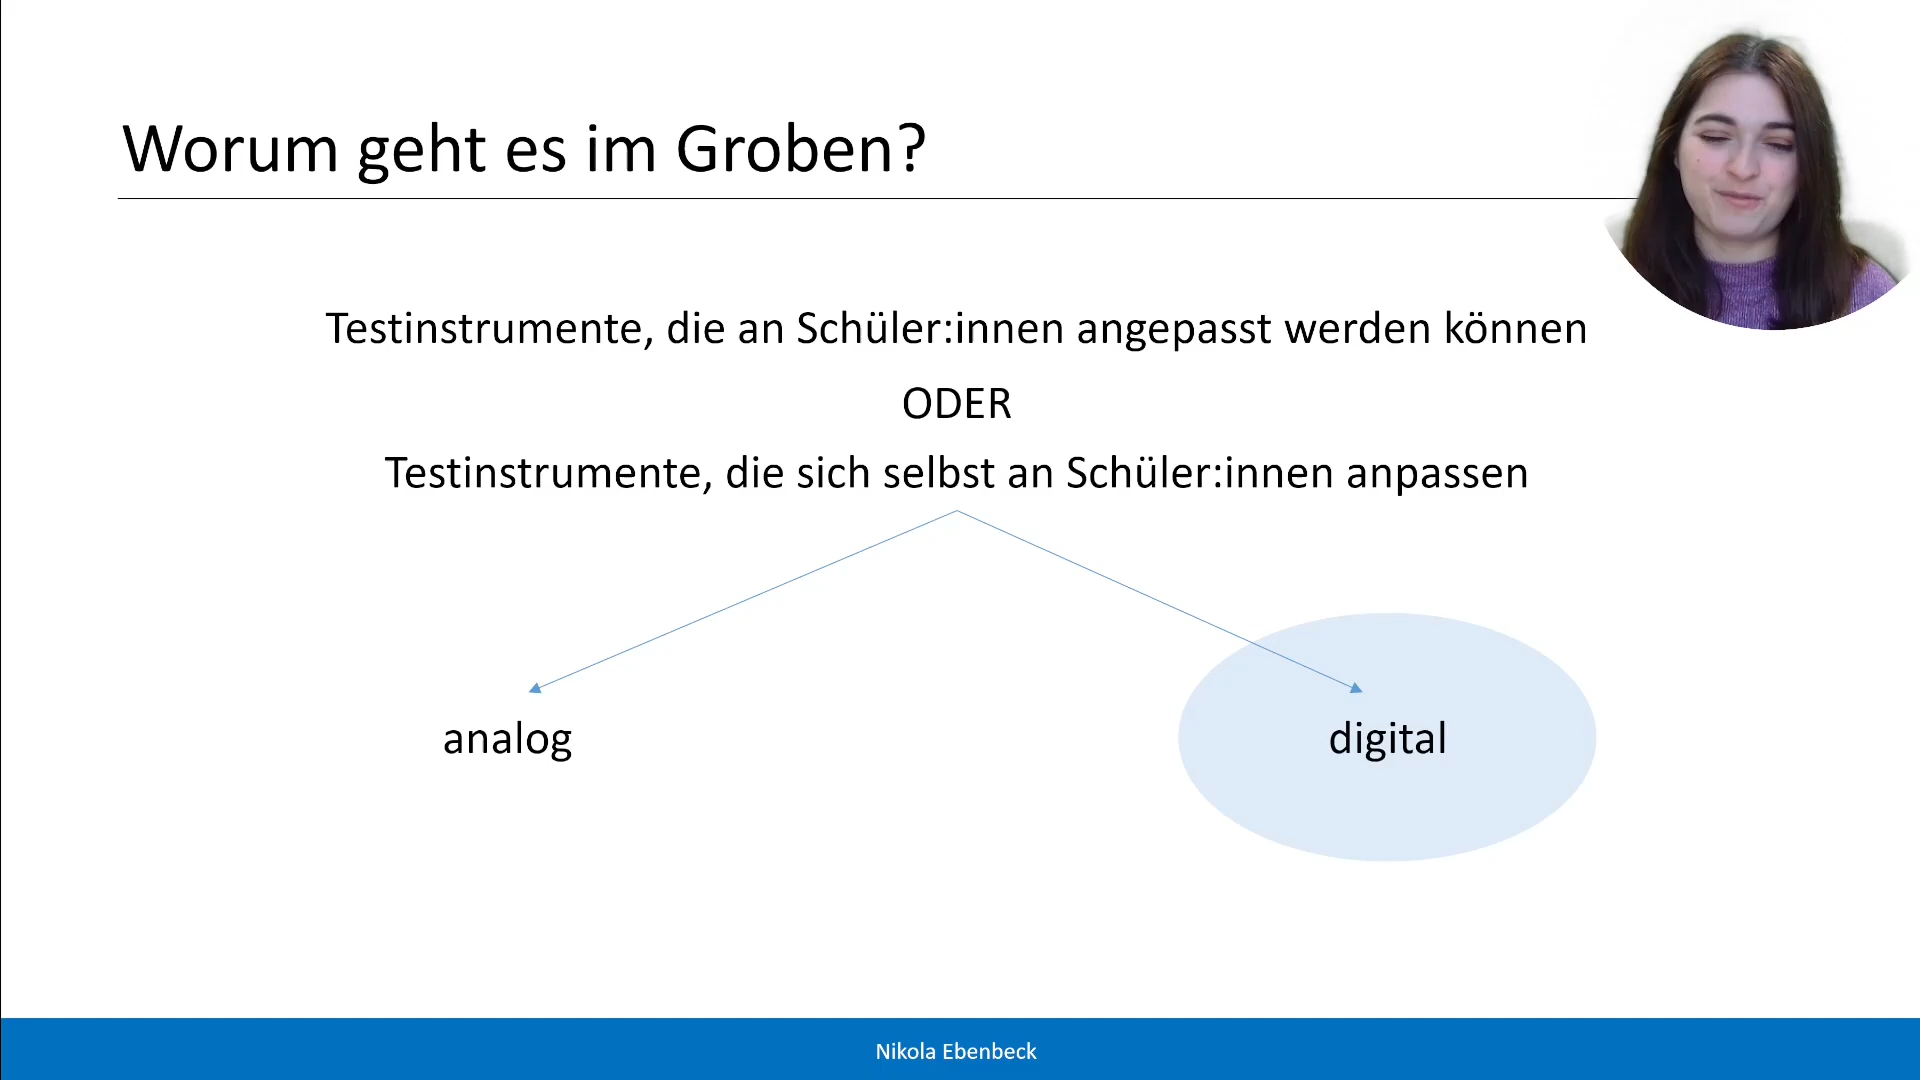 Worum geht es im Groben?
Testinstrumente, die an Schüler:innen angepasst werden können
ODER
Testinstrumente, die sich selbst an Schüler:innen anpassen
analog
digital
Nikola Ebenbeck